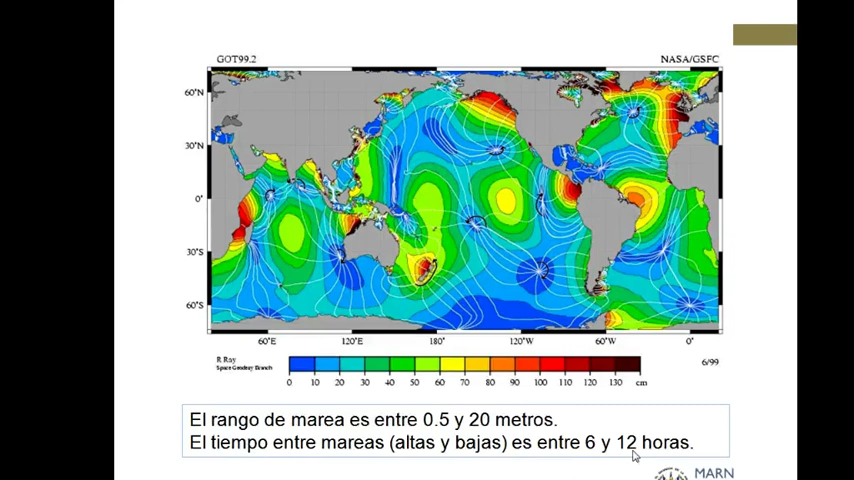 GOT99.2
NASA/GSFC
60°N
30°N
0°
30°S
60°S
60°E
120°E
180°
120°W
60°W
0°
R Ray
Space Geodesy Branch
6/99
0 10 20 30 40 50 60 70 80 90 100 110 120 130 cm
El rango de marea es entre 0.5 y 20 metros.
El tiempo entre mareas (altas y bajas) es entre 6 y 12 horas.
MARN